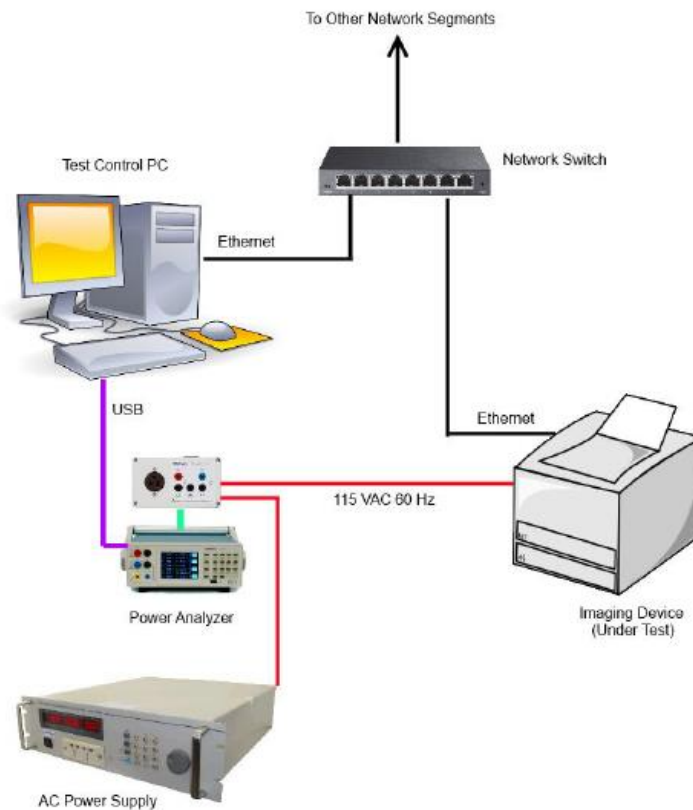 To Other Network Segments
Test Control PC
Network Switch
Ethernet
Ethernet
USB
115 VAC 60 Hz
Power Analyzer
Imaging Device
(Under Test)
AC Power Supply